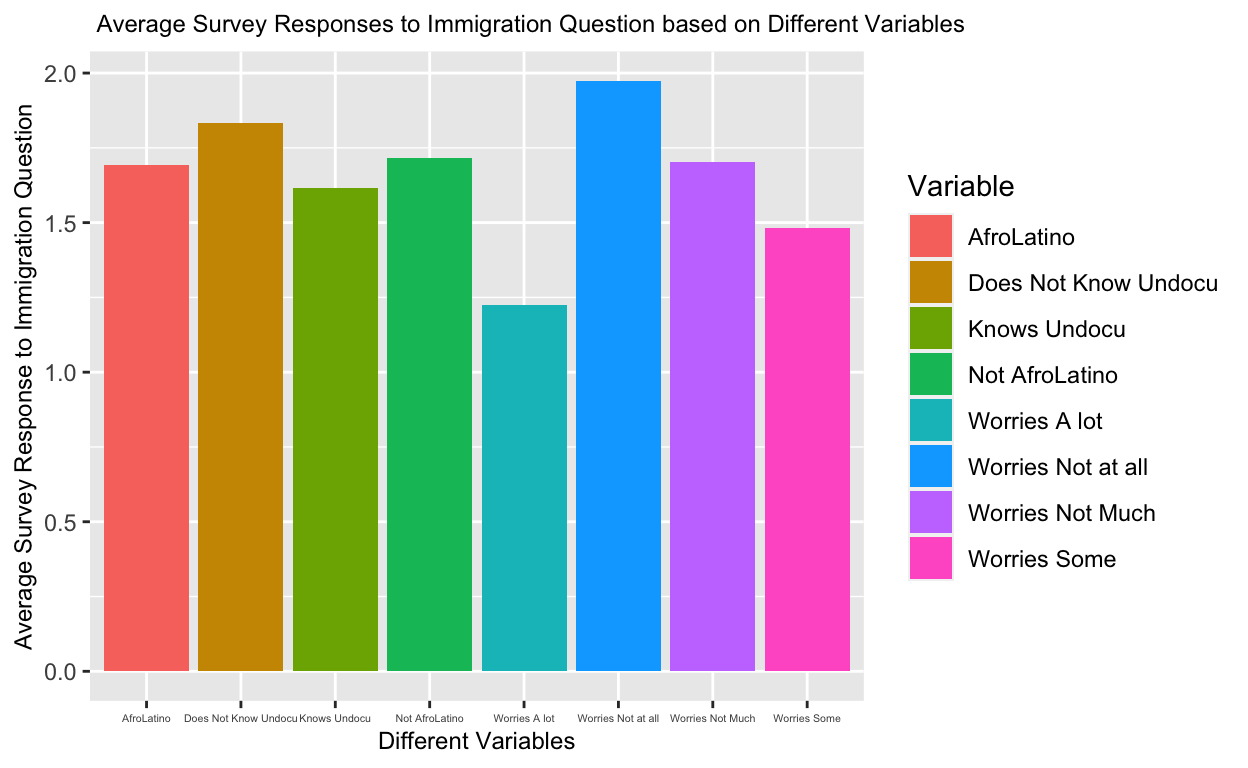 Average Survey Responses to Immigration Question based on Different Variables
Average Survey Response to Immigration Question
2.0
1.5
1.0
0.5
0.0
AfroLatino
Does Not Know Undocu
Knows Undocu
Not AfroLatino
Worries A lot
Worries Not at all
Worries Not Much
Worries Some
Different Variables
Variable
AfroLatino
Does Not Know Undocu
Knows Undocu
Not AfroLatino
Worries A lot
Worries Not at all
Worries Not Much
Worries Some